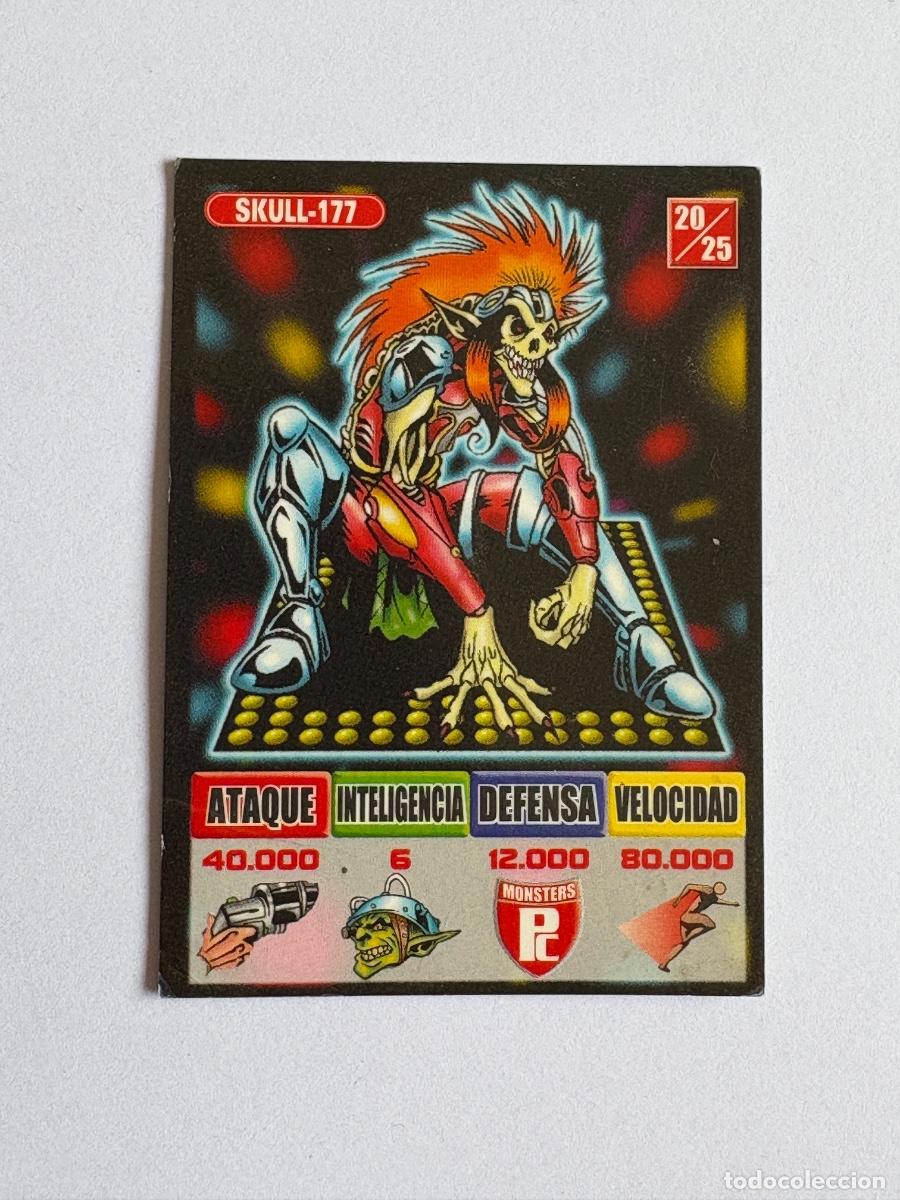 SKULL-177
20
25
ATAQUE INTELIGENCIA DEFENSA VELOCIDAD
40.000 6 12.000 80.000
MONSTERS
PC
todocoleccion